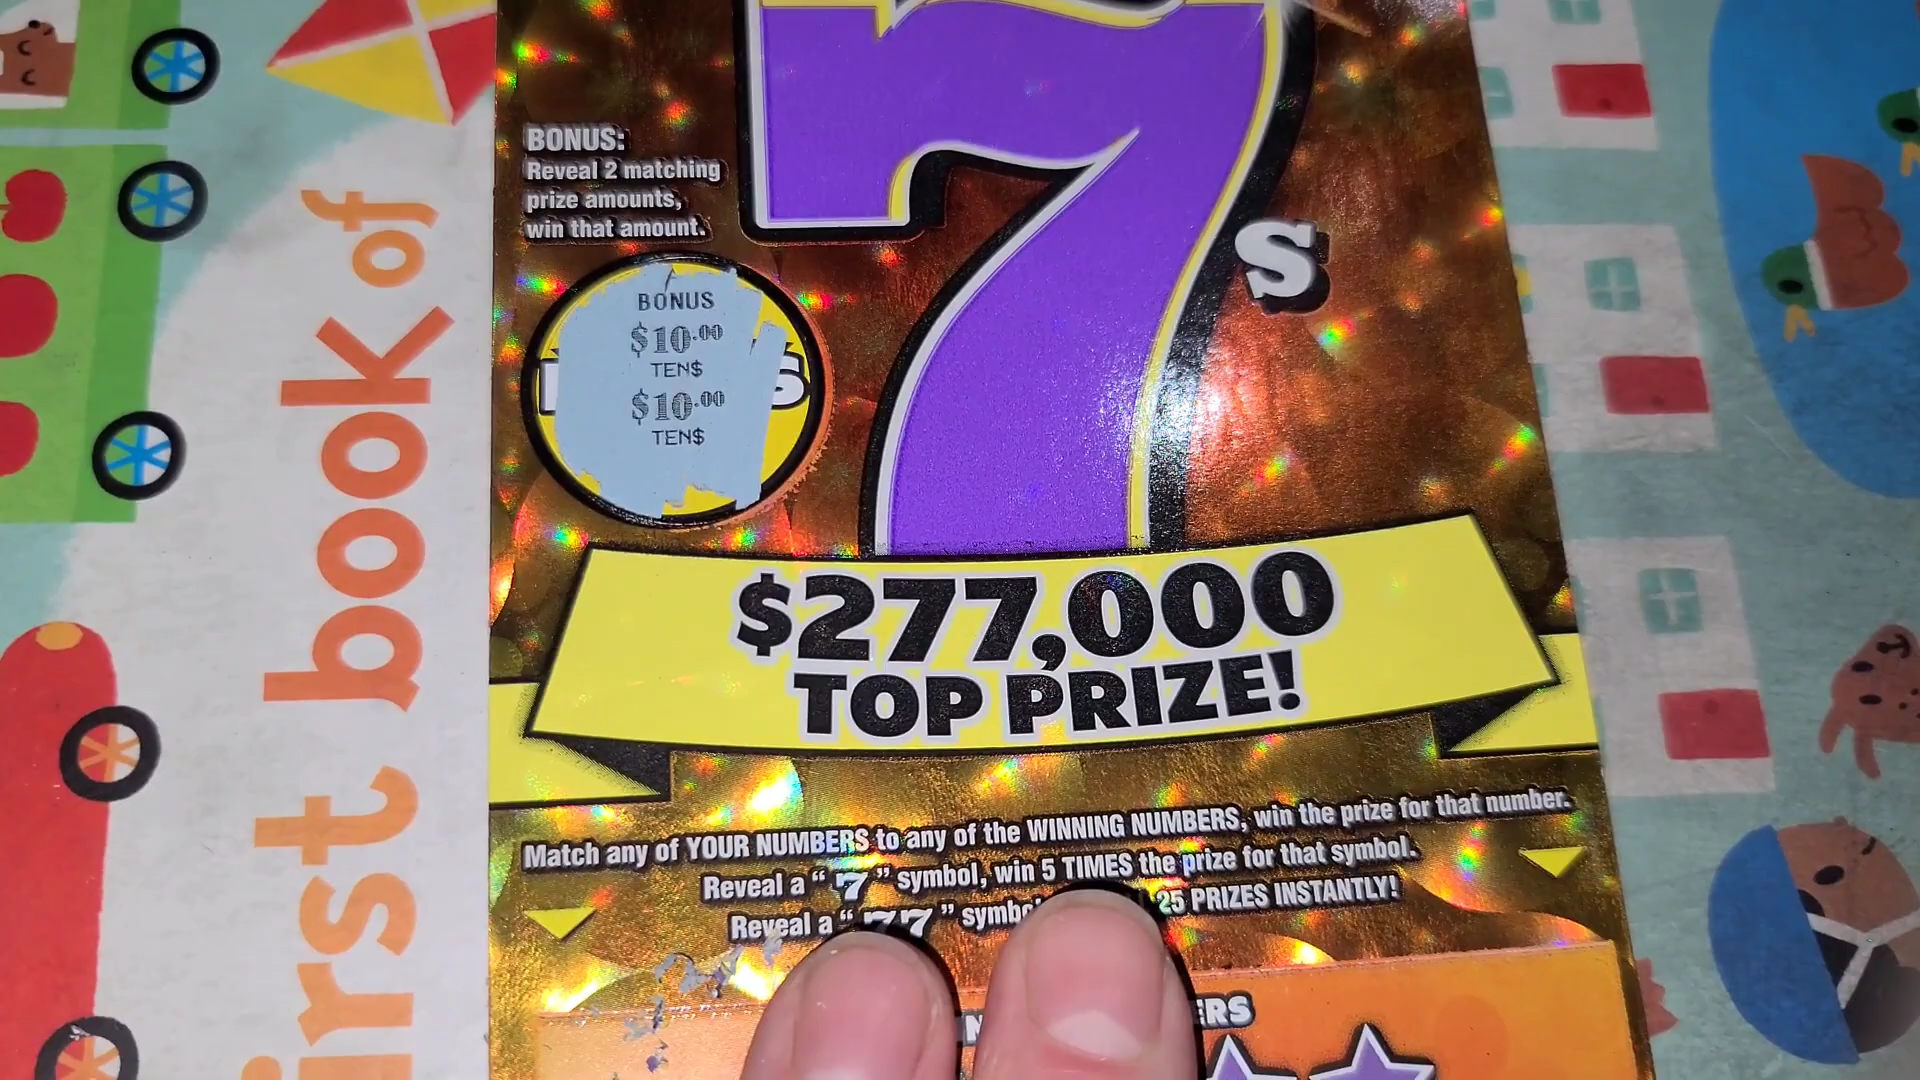 BONUS:
Reveal 2 matching
prize amounts,
win that amount.
7s
BONUS
$10.00
TEN$
$10.00
TEN$
$277,000
TOP PRIZE!
Match any of YOUR NUMBERS to any of the WINNING NUMBERS, win the prize for that number.
Reveal a "7" symbol, win 5 TIMES the prize for that symbol.
Reveal a "77" 25 PRIZES INSTANTLY!
first book of